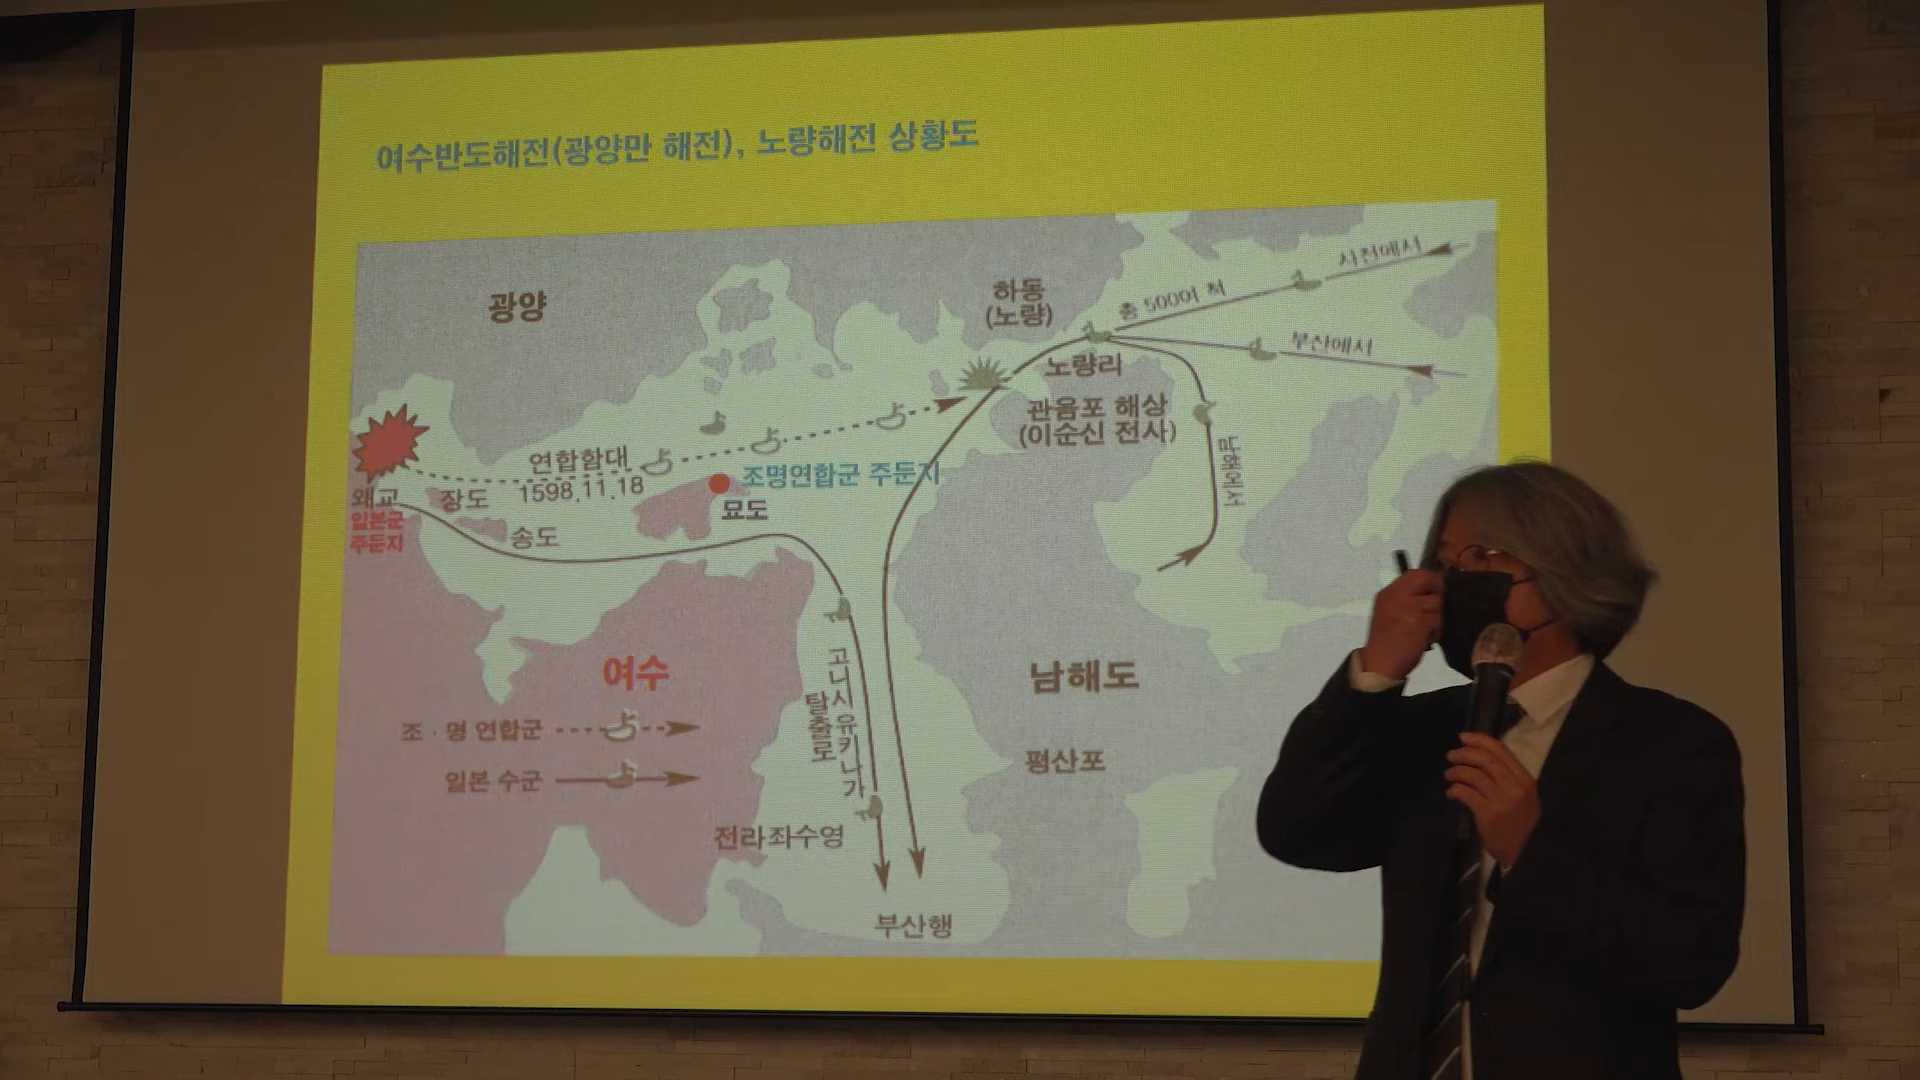 여수반도해전(광양만 해전), 노량해전 상황도
광양
하동
(노량)
사천에서
총 500여 척
부산에서
노량리
관음포 해상
(이순신 전사)
남해에서
연합함대
1598.11.18
조명연합군 주둔지
묘도
왜교
일본군
주둔지
장도
송도
여수
남해도
조·명 연합군
일본 수군
고니시 유키나가
탈출로
평산포
전라좌수영
부산행